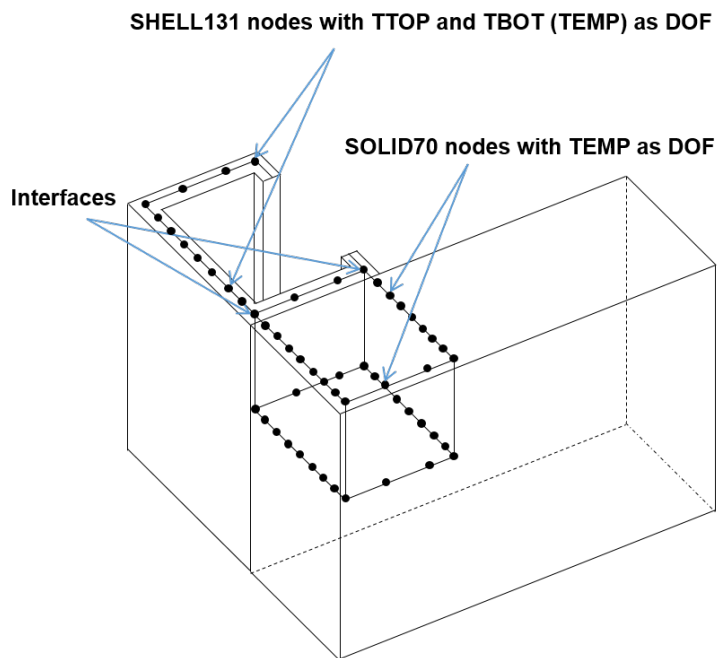 SHELL131 nodes with TTOP and TBOT (TEMP) as DOF
SOLID70 nodes with TEMP as DOF
Interfaces